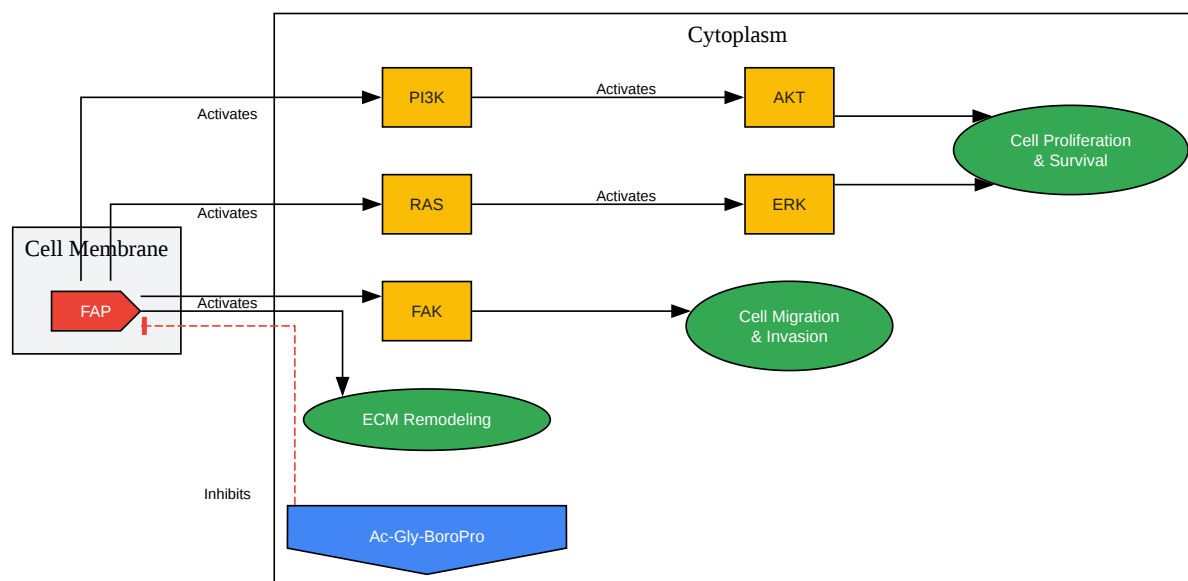 Cytoplasm
PI3K
Activates
AKT
Activates
Cell Proliferation
& Survival
RAS
Activates
ERK
Activates
Cell Membrane
FAP
Activates
FAK
Cell Migration
& Invasion
ECM Remodeling
Inhibits
Ac-Gly-BoroPro